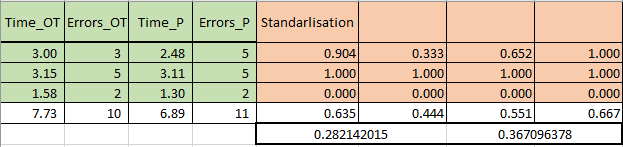 Time_OT Errors_OT Time_P Errors_P Standarlisation
3.00 3 2.48 5 0.904 0.333 0.652 1.000
3.15 5 3.11 5 1.000 1.000 1.000 1.000
1.58 2 1.30 2 0.000 0.000 0.000 0.000
7.73 10 6.89 11 0.635 0.444 0.551 0.667
0.282142015 0.367096378